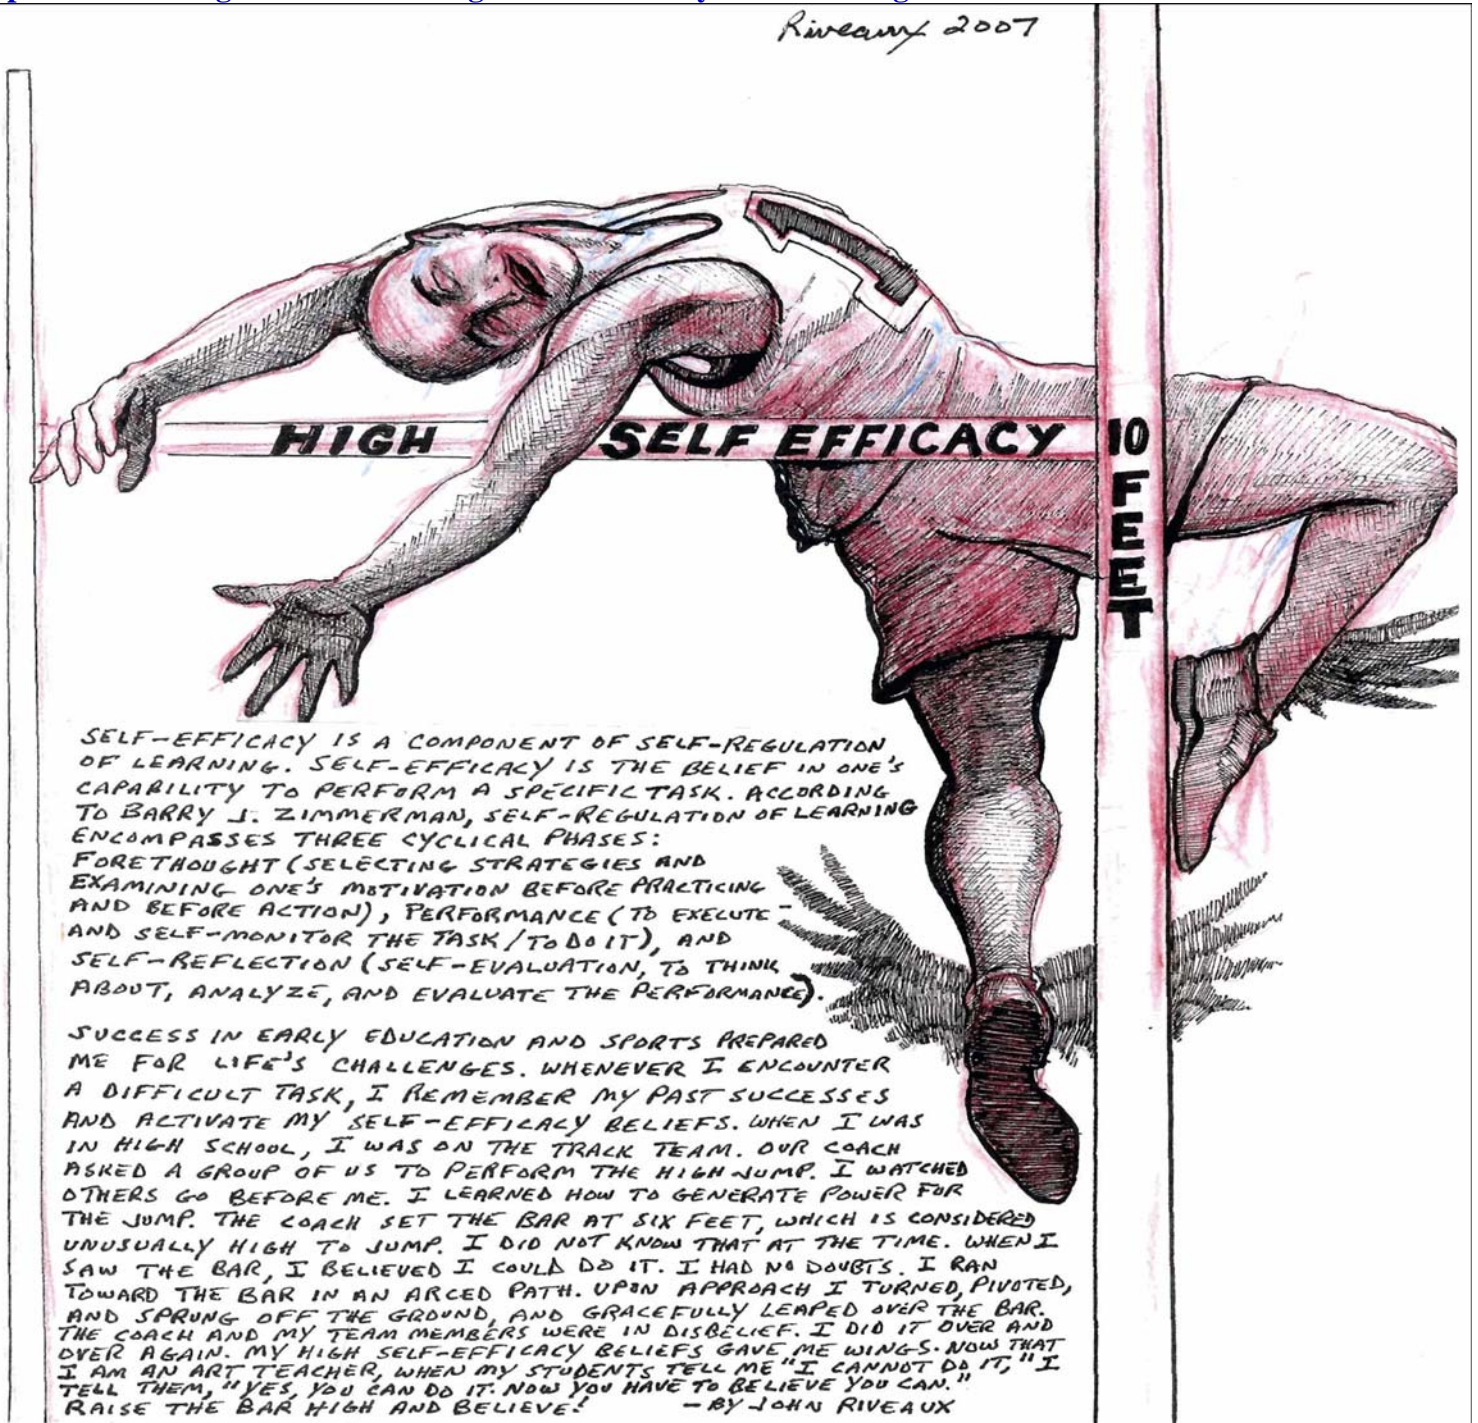 Riveaux 2007
HIGH SELF EFFICACY 10
FEET
SELF-EFFICACY IS A COMPONENT OF SELF-REGULATION
OF LEARNING. SELF-EFFICACY IS THE BELIEF IN ONE'S
CAPABILITY TO PERFORM A SPECIFIC TASK. ACCORDING
TO BARRY J. ZIMMERMAN, SELF-REGULATION OF LEARNING
ENCOMPASSES THREE CYCLICAL PHASES:
FORETHOUGHT (SELECTING STRATEGIES AND
EXAMINING ONE'S MOTIVATION BEFORE PRACTICING
AND BEFORE ACTION), PERFORMANCE (TO EXECUTE
AND SELF-MONITOR THE TASK/TO DO IT), AND
SELF-REFLECTION (SELF-EVALUATION, TO THINK
ABOUT, ANALYZE, AND EVALUATE THE PERFORMANCE).
SUCCESS IN EARLY EDUCATION AND SPORTS PREPARED
ME FOR LIFE'S CHALLENGES. WHENEVER I ENCOUNTER
A DIFFICULT TASK, I REMEMBER MY PAST SUCCESSES
AND ACTIVATE MY SELF-EFFICACY BELIEFS. WHEN I WAS
IN HIGH SCHOOL, I WAS ON THE TRACK TEAM. OUR COACH
ASKED A GROUP OF US TO PERFORM THE HIGH JUMP. I WATCHED
OTHERS GO BEFORE ME. I LEARNED HOW TO GENERATE POWER FOR
THE JUMP. THE COACH SET THE BAR AT SIX FEET, WHICH IS CONSIDERED
UNUSUALLY HIGH TO JUMP. I DID NOT KNOW THAT AT THE TIME. WHEN I
SAW THE BAR, I BELIEVED I COULD DO IT. I HAD NO DOUBTS. I RAN
TOWARD THE BAR IN AN ARCED PATH. UPON APPROACH I TURNED, PIVOTED,
AND SPRUNG OFF THE GROUND, AND GRACEFULLY LEAPED OVER THE BAR.
THE COACH AND MY TEAM MEMBERS WERE IN DISBELIEF. I DID IT OVER AND
OVER AGAIN. MY HIGH SELF-EFFICACY BELIEFS GAVE ME WINGS. NOW THAT
I AM AN ART TEACHER, WHEN MY STUDENTS TELL ME "I CANNOT DO IT," I
TELL THEM, "YES, YOU CAN DO IT. NOW YOU HAVE TO BELIEVE YOU CAN."
RAISE THE BAR HIGH AND BELIEVE! - BY JOHN RIVEAUX